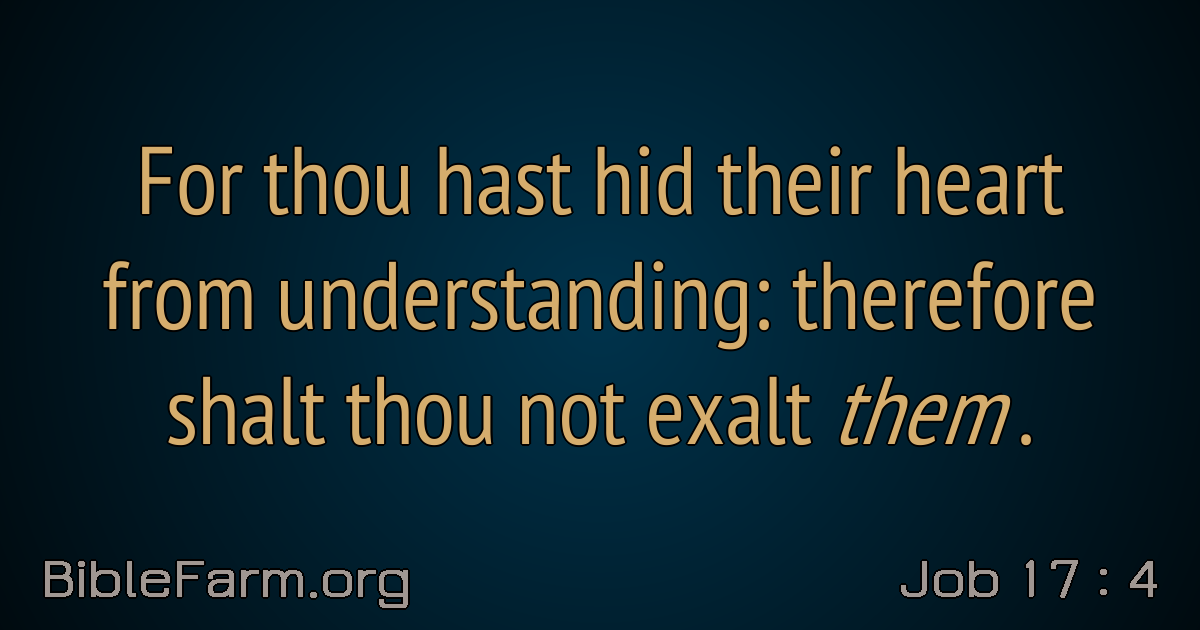 For thou hast hid their heart
from understanding: therefore
shalt thou not exalt them .
BibleFarm.org
Job 17 : 4